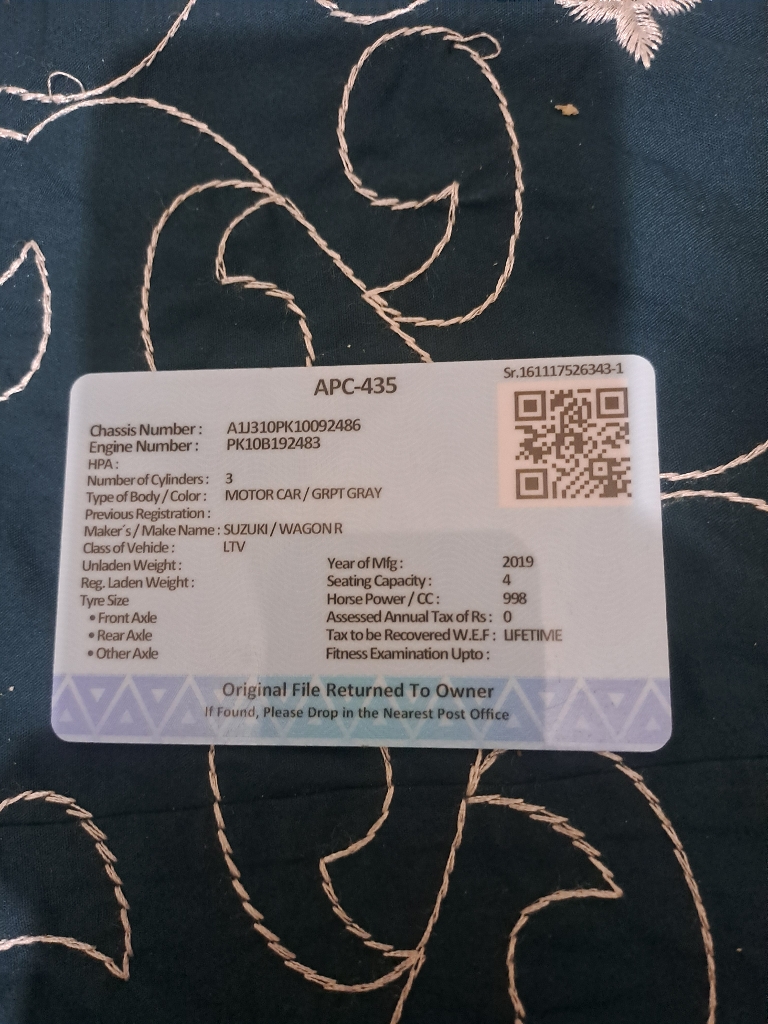 Sr.161117526343-1
APC-435
Chassis Number : A1J310PK10092486
Engine Number : PK10B192483
HPA :
Number of Cylinders : 3
Type of Body / Color : MOTOR CAR / GRPT GRAY
Previous Registration :
Maker's / Make Name : SUZUKI / WAGON R
Class of Vehicle : LTV
Unladen Weight :
Reg. Laden Weight :
Tyre Size
• Front Axle
• Rear Axle
• Other Axle
Year of Mfg : 2019
Seating Capacity : 4
Horse Power / CC : 998
Assessed Annual Tax of Rs : 0
Tax to be Recovered W.E.F : LIFETIME
Fitness Examination Upto :
Original File Returned To Owner
If Found, Please Drop in the Nearest Post Office